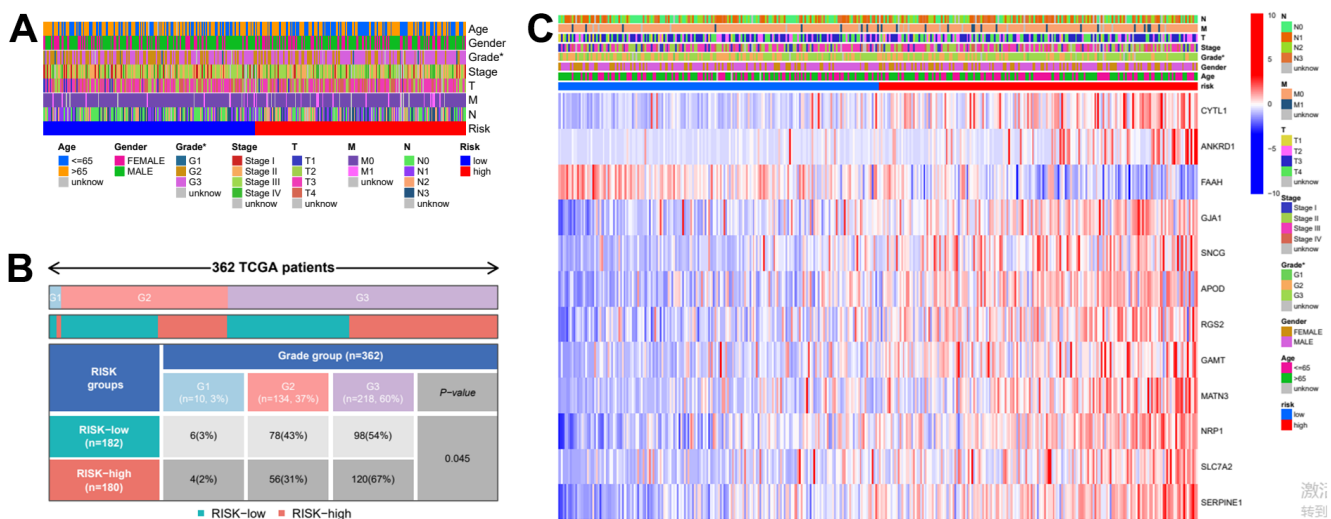 A
Age
Gender
Grade*
Stage
T
M
N
Risk
Age
<=65
>65
unknow
Gender
FEMALE
MALE
Grade*
G1
G2
G3
unknow
Stage
Stage I
Stage II
Stage III
Stage IV
unknow
T
T1
T2
T3
T4
unknow
M
M0
M1
unknow
N
N0
N1
N2
N3
unknow
Risk
low
high
B
362 TCGA patients
G1 G2 G3
RISK groups
Grade group (n=362)
G1 (n=10, 3%)
G2 (n=134, 37%)
G3 (n=218, 60%)
P-value
RISK-low (n=182)
6(3%) 78(43%) 98(54%)
0.045
RISK-high (n=180)
4(2%) 56(31%) 120(67%)
RISK-low RISK-high
C
N
M
T
Stage
Grade*
Gender
Age
risk
CYTL1
ANKRD1
FAAH
GJA1
SNCG
APOD
RGS2
GAMT
MATN3
NRP1
SLC7A2
SERPINE1
10
5
0
−5
−10
N
N0
N1
N2
N3
unknow
M
M0
M1
unknow
T
T1
T2
T3
T4
unknow
Stage
Stage I
Stage II
Stage III
Stage IV
unknow
Grade*
G1
G2
G3
unknow
Gender
FEMALE
MALE
Age
<=65
>65
unknow
risk
low
high
激活
转到